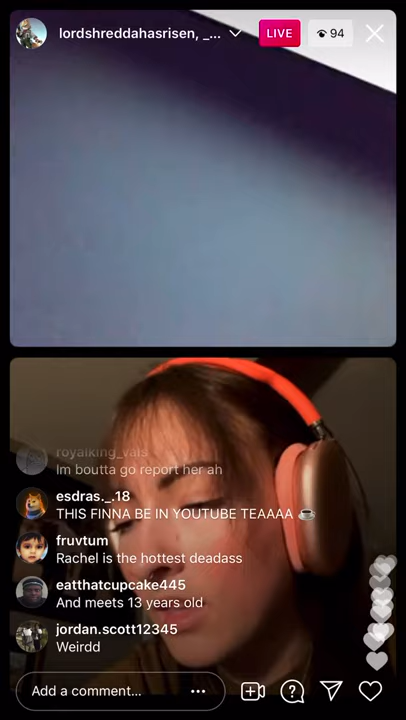 lordshreddahasrisen, _...
LIVE
94
royalking_vals
Im boutta go report her ah
esdras._.18
THIS FINNA BE IN YOUTUBE TEAAAA ☕
fruvtum
Rachel is the hottest deadass
eatthatcupcake445
And meets 13 years old
jordan.scott12345
Weirdd
Add a comment...